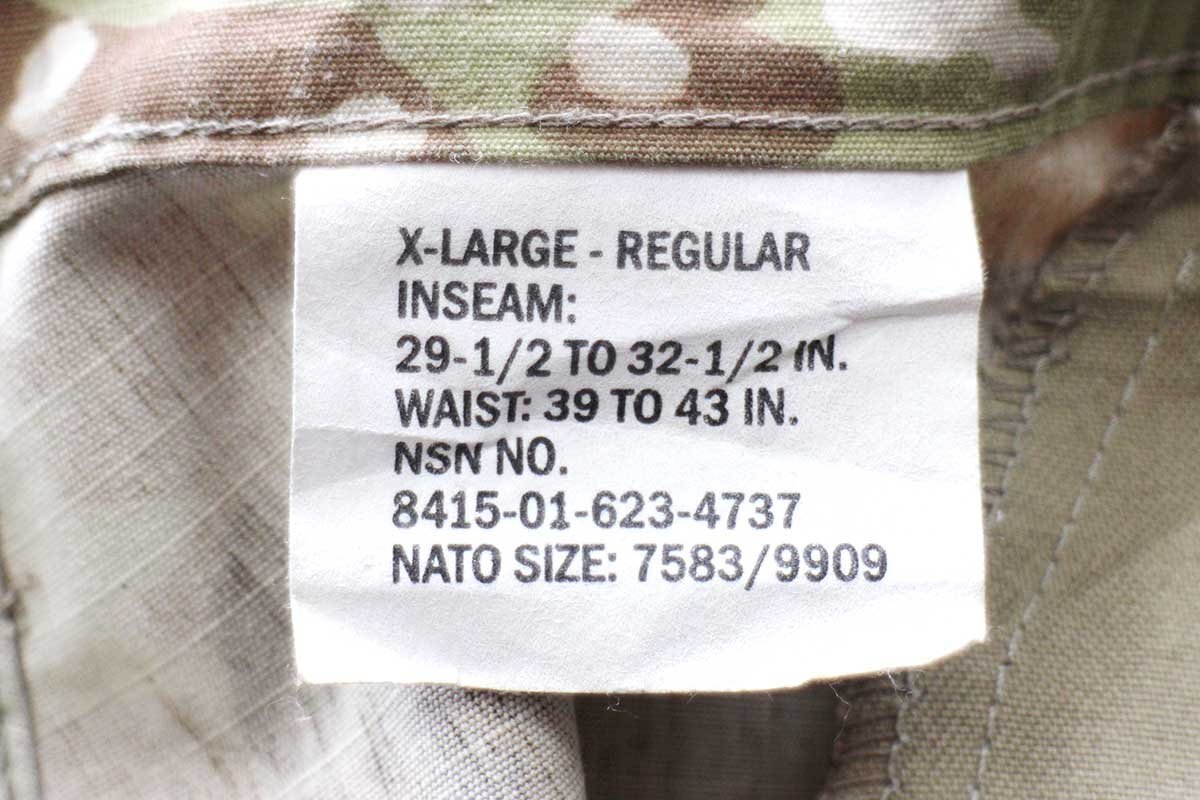 X-LARGE - REGULAR
INSEAM:
29-1/2 TO 32-1/2 IN.
WAIST: 39 TO 43 IN.
NSN NO.
8415-01-623-4737
NATO SIZE: 7583/9909